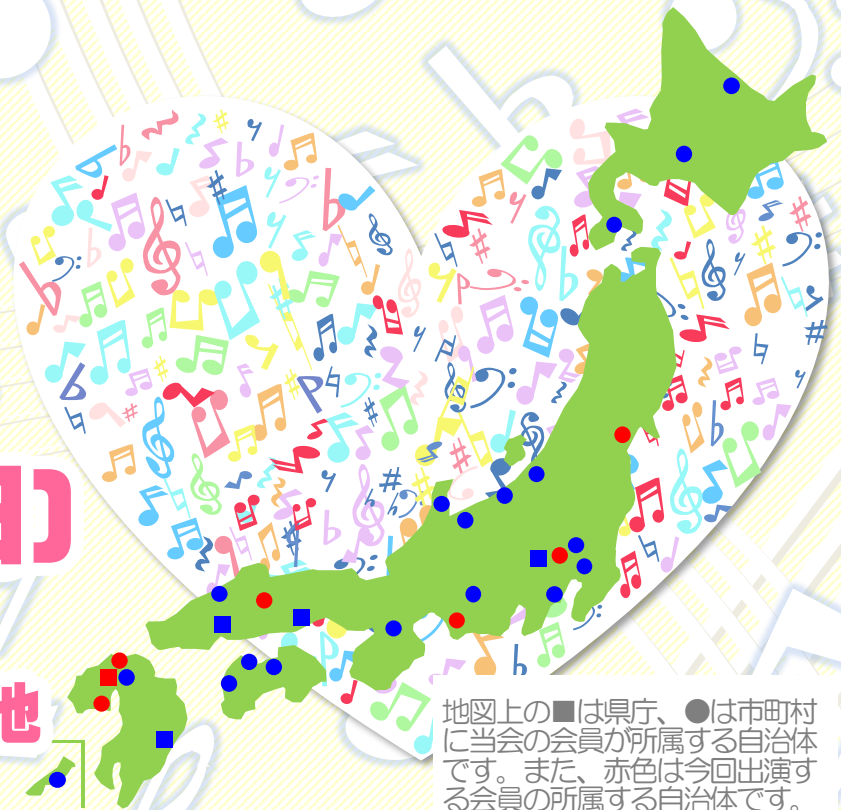 地図上の■は県庁、●は市町村
に当会の会員が所属する自治体
です。また、赤色は今回出演す
る会員の所属する自治体です。
他